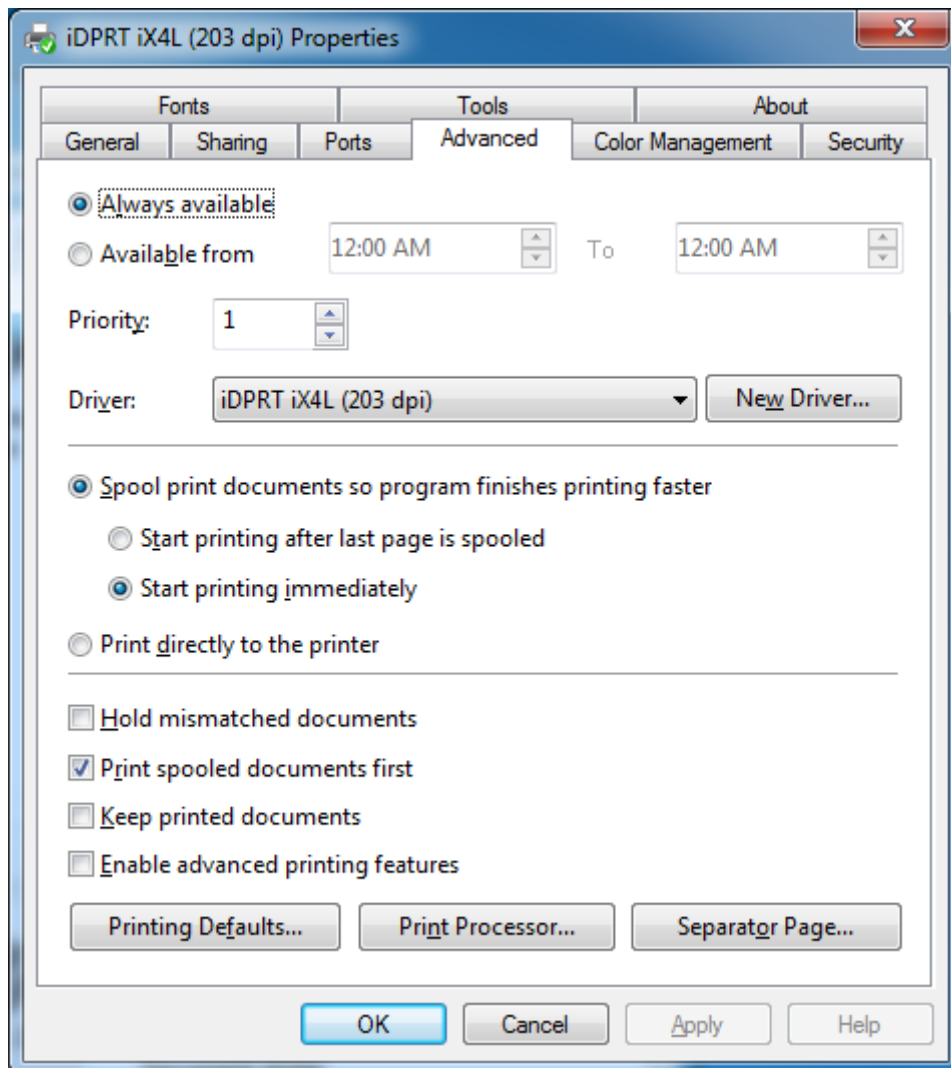 iDPRT iX4L (203 dpi) Properties
Fonts Tools About
General Sharing Ports Advanced Color Management Security
Always available
Available from 12:00 AM To 12:00 AM
Priority: 1
Driver: iDPRT iX4L (203 dpi) New Driver...
Spool print documents so program finishes printing faster
Start printing after last page is spooled
Start printing immediately
Print directly to the printer
Hold mismatched documents
Print spooled documents first
Keep printed documents
Enable advanced printing features
Printing Defaults... Print Processor... Separator Page...
OK Cancel Apply Help